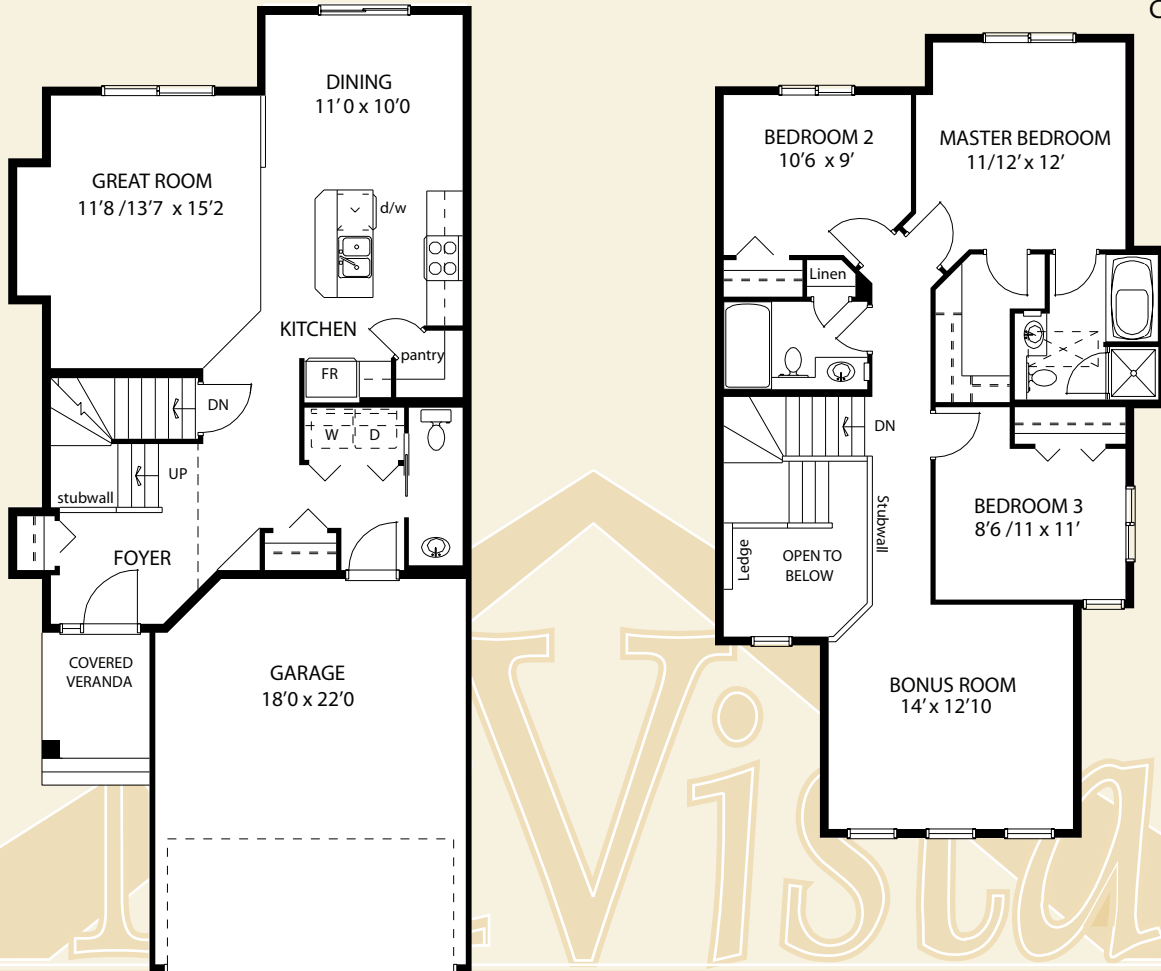 DINING
11'0 x 10'0
GREAT ROOM
11'8 /13'7 x 15'2
d/w
KITCHEN
pantry
FR
DN
W D
UP
stubwall
FOYER
COVERED
VERANDA
GARAGE
18'0 x 22'0
BEDROOM 2
10'6 x 9'
MASTER BEDROOM
11/12' x 12'
Linen
DN
Stubwall
BEDROOM 3
8'6 /11 x 11'
Ledge
OPEN TO
BELOW
BONUS ROOM
14' x 12'10
Vista